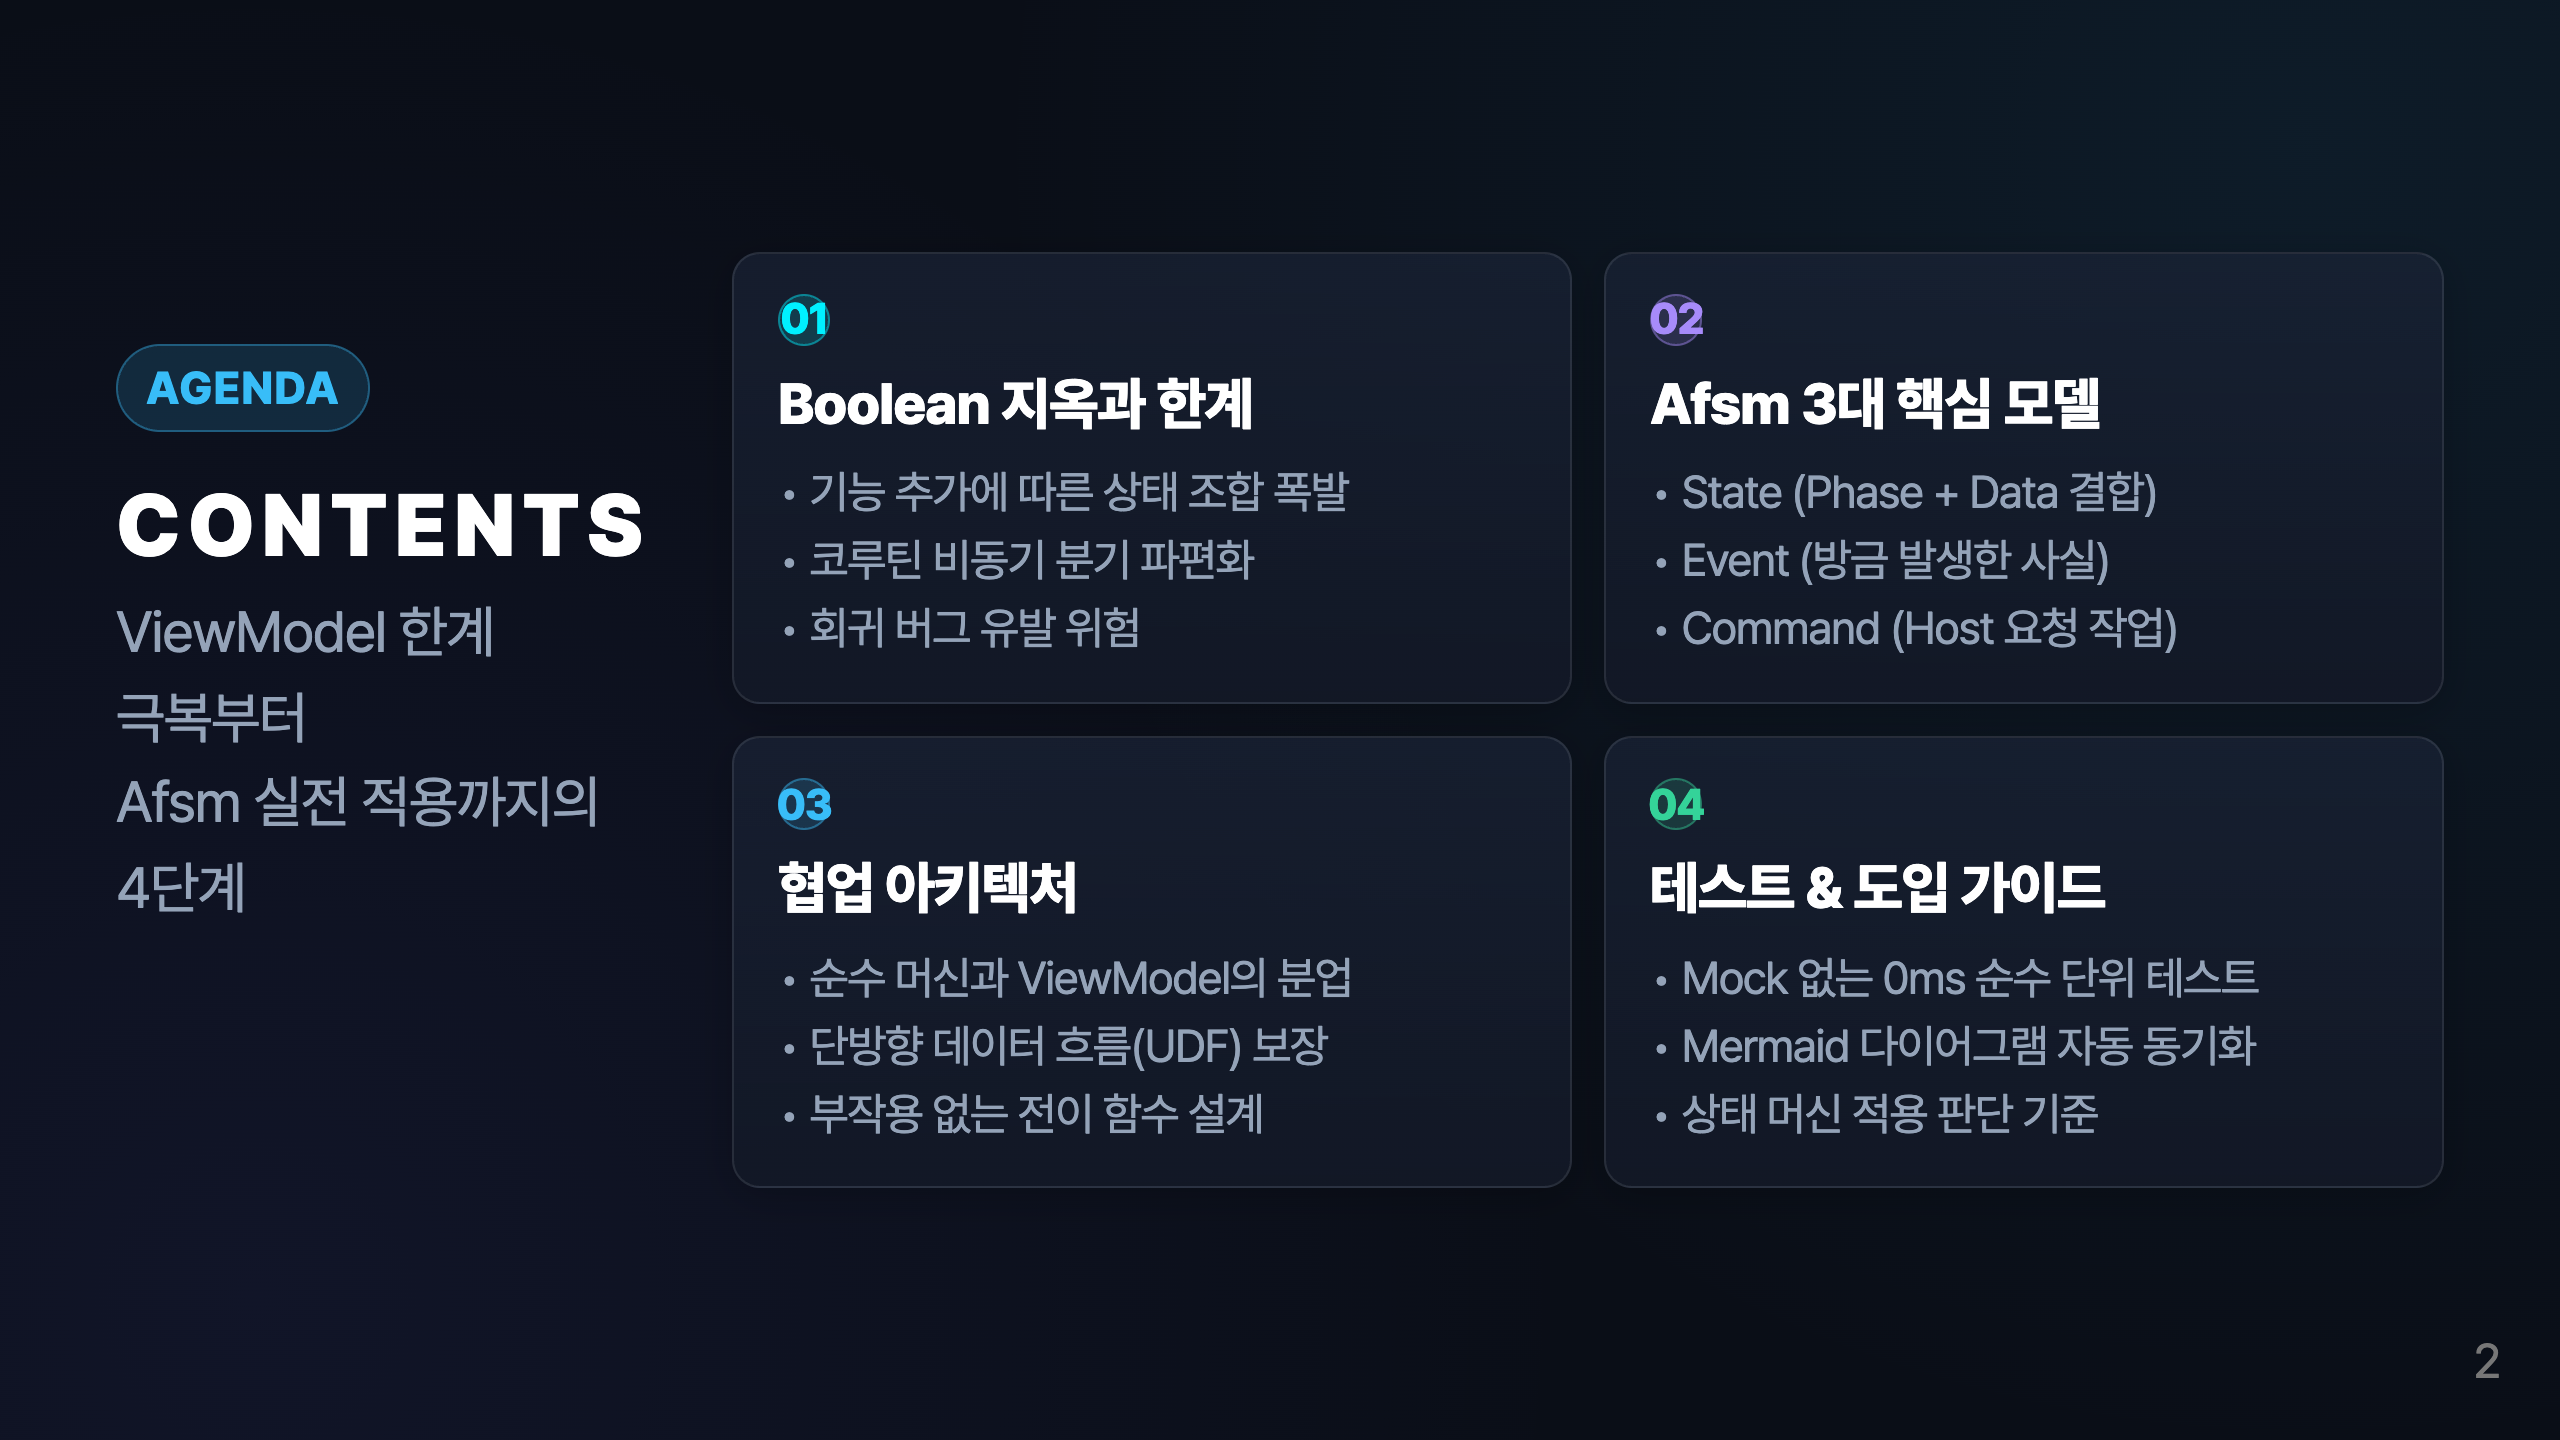 AGENDA
CONTENTS
ViewModel 한계
극복부터
Afsm 실전 적용까지의
4단계
01
Boolean 지옥과 한계
• 기능 추가에 따른 상태 조합 폭발
• 코루틴 비동기 분기 파편화
• 회귀 버그 유발 위험
02
Afsm 3대 핵심 모델
• State (Phase + Data 결합)
• Event (방금 발생한 사실)
• Command (Host 요청 작업)
03
협업 아키텍처
• 순수 머신과 ViewModel의 분업
• 단방향 데이터 흐름(UDF) 보장
• 부작용 없는 전이 함수 설계
04
테스트 & 도입 가이드
• Mock 없는 0ms 순수 단위 테스트
• Mermaid 다이어그램 자동 동기화
• 상태 머신 적용 판단 기준
2